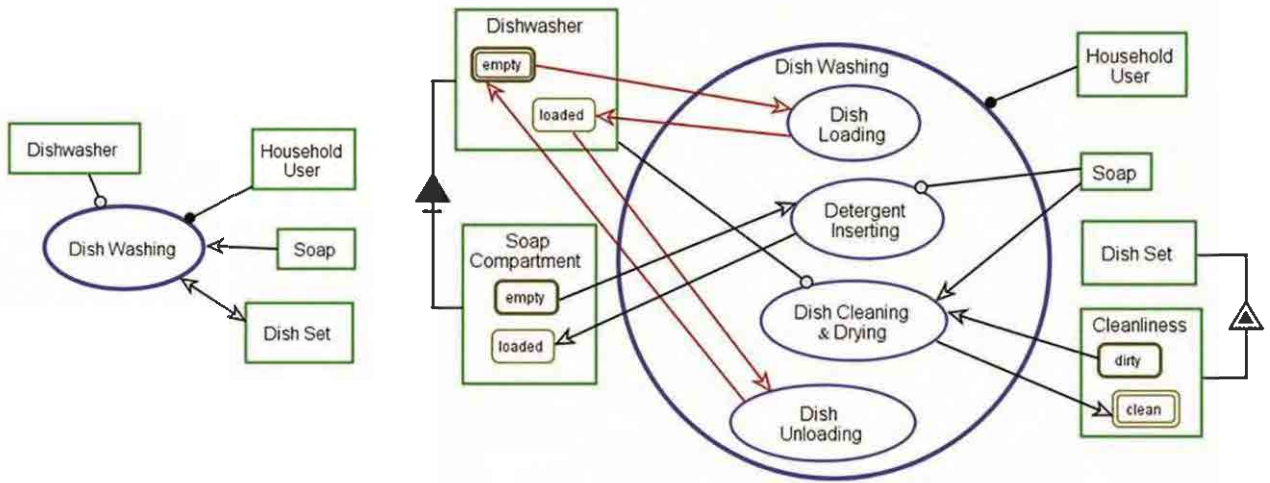 Dishwasher
Household
User
Dish Washing
Soap
Dish Set
Dishwasher
empty
loaded
Soap
Compartment
empty
loaded
Dish Washing
Dish
Loading
Detergent
Inserting
Dish Cleaning
& Drying
Dish
Unloading
Household
User
Soap
Dish Set
Cleanliness
dirty
clean